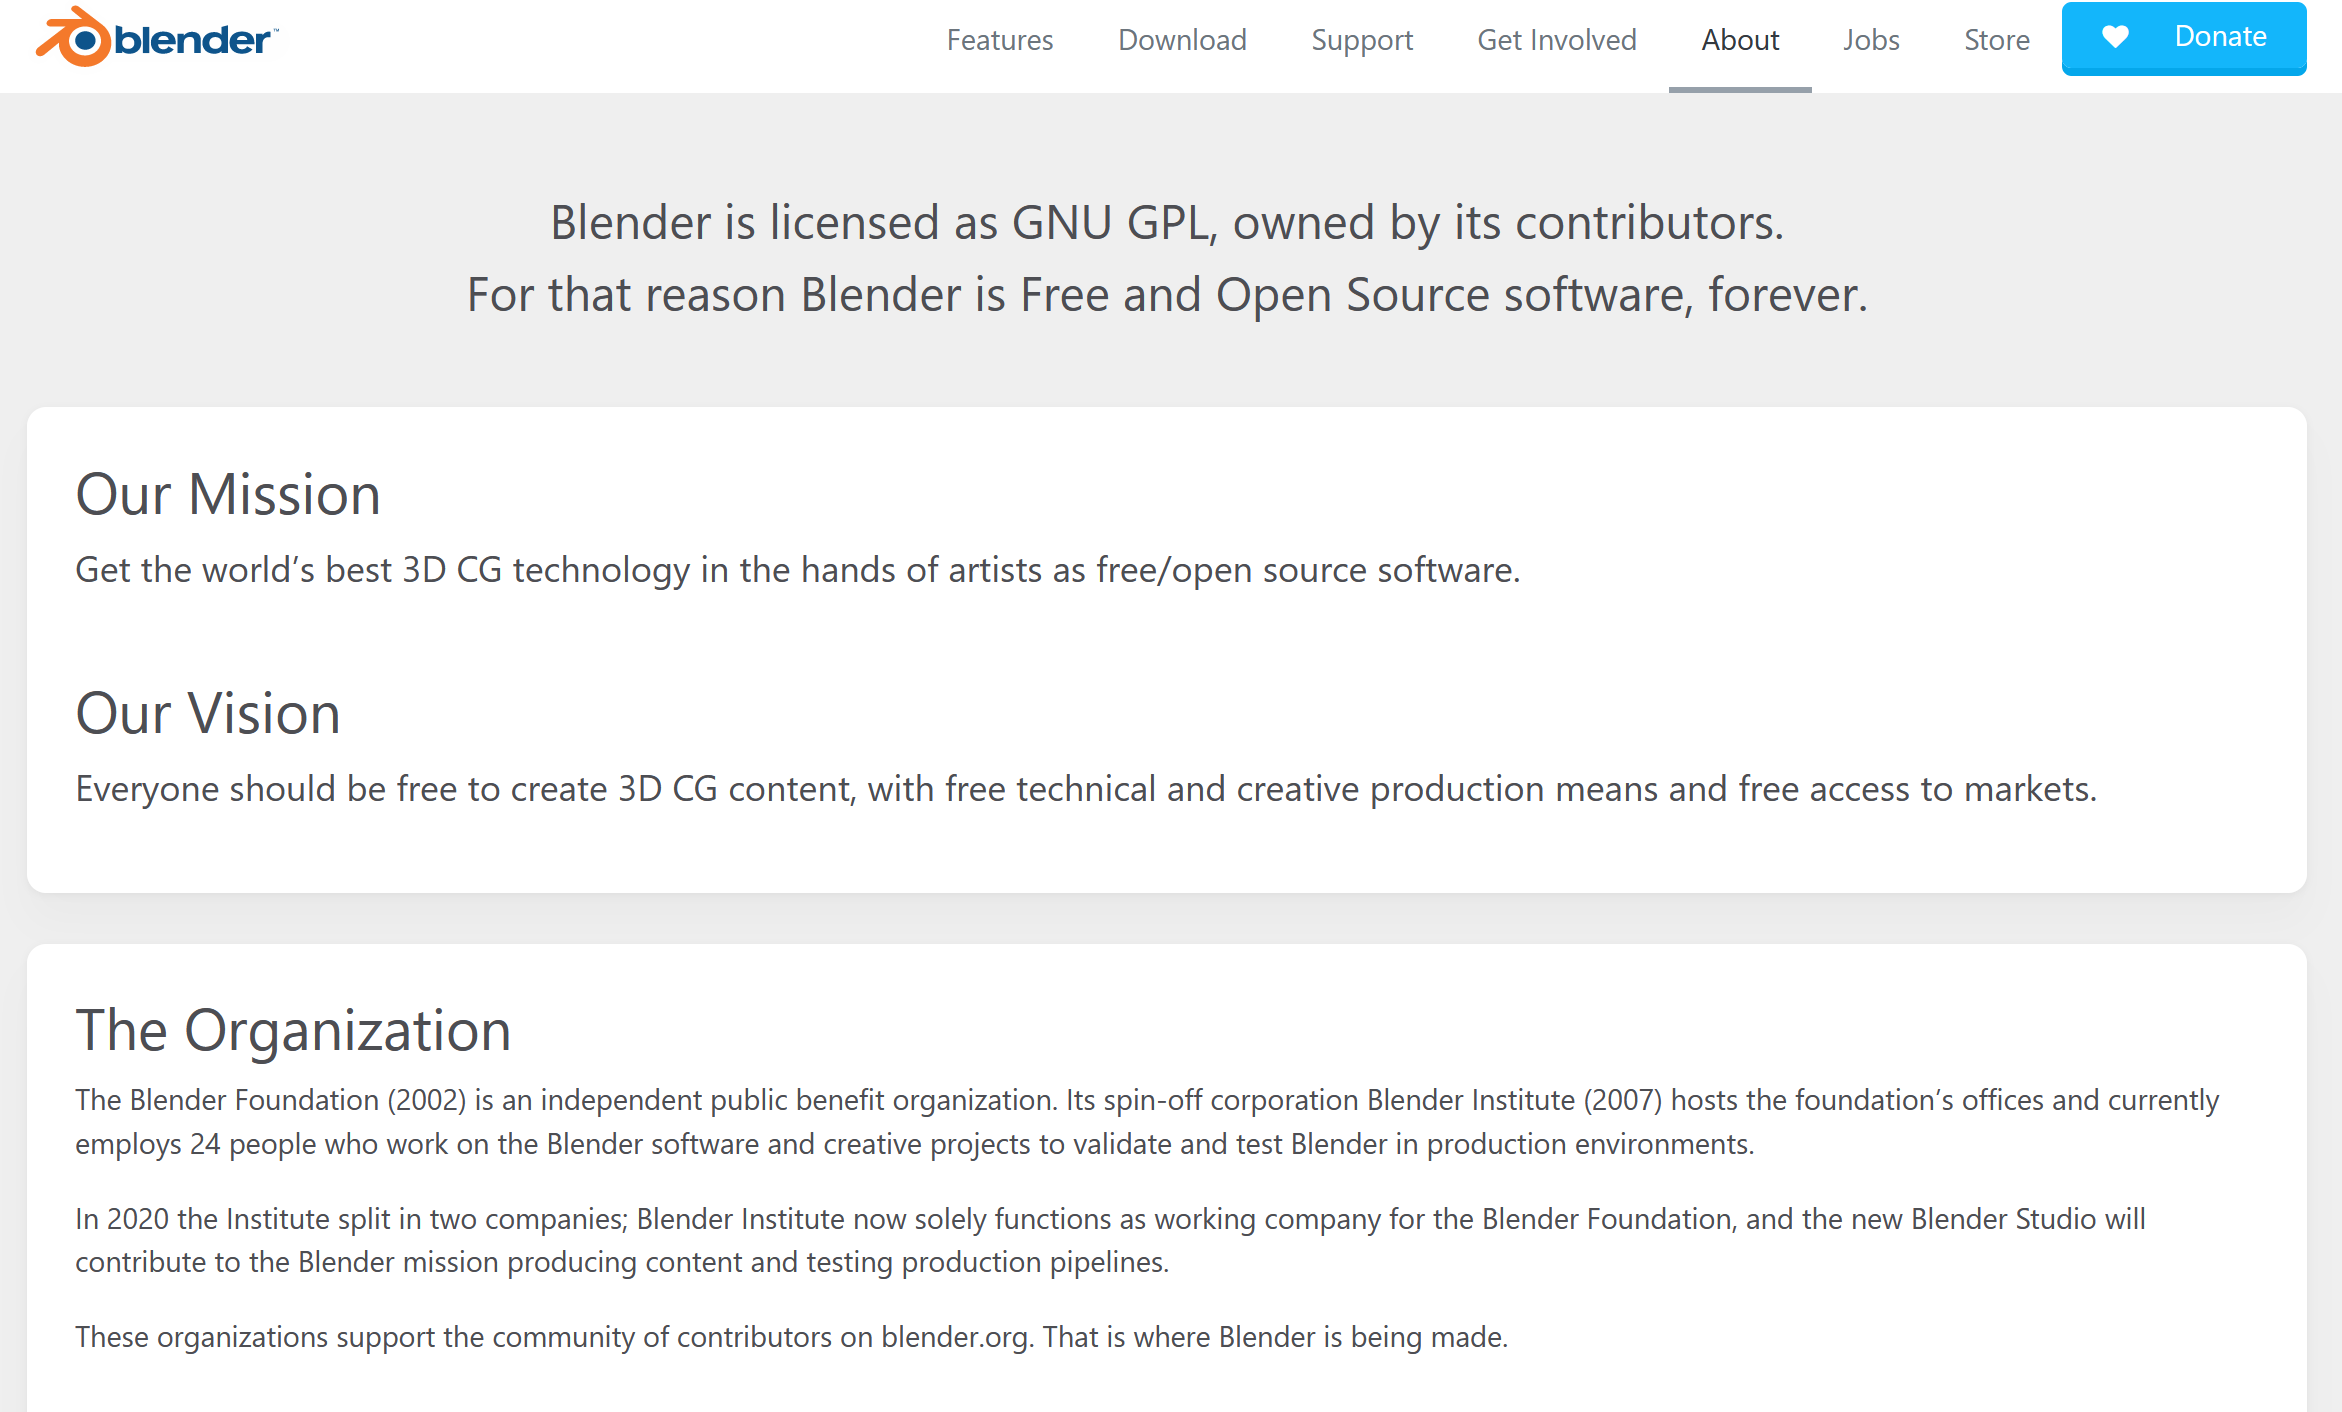 blender™
Features
Download
Support
Get Involved
About
Jobs
Store
Donate
Blender is licensed as GNU GPL, owned by its contributors.
For that reason Blender is Free and Open Source software, forever.
Our Mission
Get the world’s best 3D CG technology in the hands of artists as free/open source software.
Our Vision
Everyone should be free to create 3D CG content, with free technical and creative production means and free access to markets.
The Organization
The Blender Foundation (2002) is an independent public benefit organization. Its spin-off corporation Blender Institute (2007) hosts the foundation’s offices and currently
employs 24 people who work on the Blender software and creative projects to validate and test Blender in production environments.
In 2020 the Institute split in two companies; Blender Institute now solely functions as working company for the Blender Foundation, and the new Blender Studio will
contribute to the Blender mission producing content and testing production pipelines.
These organizations support the community of contributors on blender.org. That is where Blender is being made.